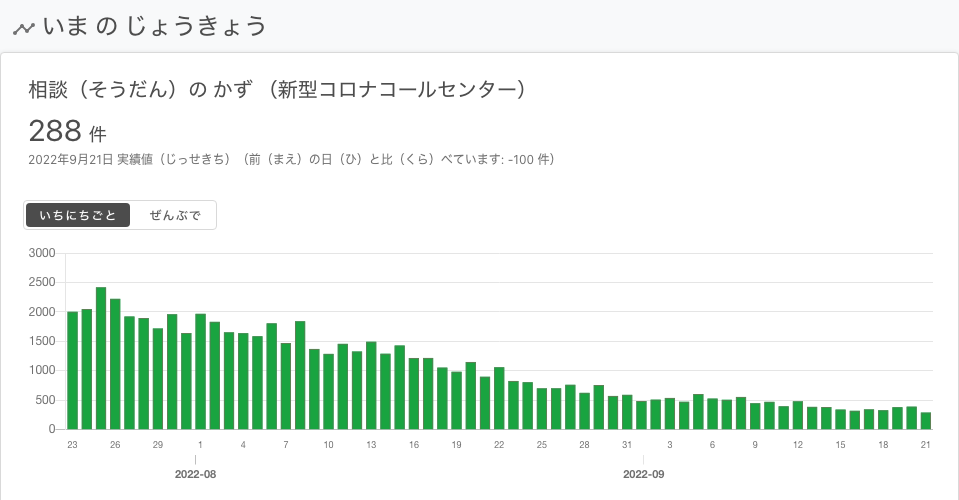 いま の じょうきょう
相談（そうだん）の かず （新型コロナコールセンター）
288 件
2022年9月21日 実績値（じっせきち）（前（まえ）の日（ひ）と比（くら）べています: -100 件）
いちにちごと ぜんぶで
3000
2500
2000
1500
1000
500
0
23 26 29 1 4 7 10 13 16 19 22 25 28 31 3 6 9 12 15 18 21
2022-08 2022-09